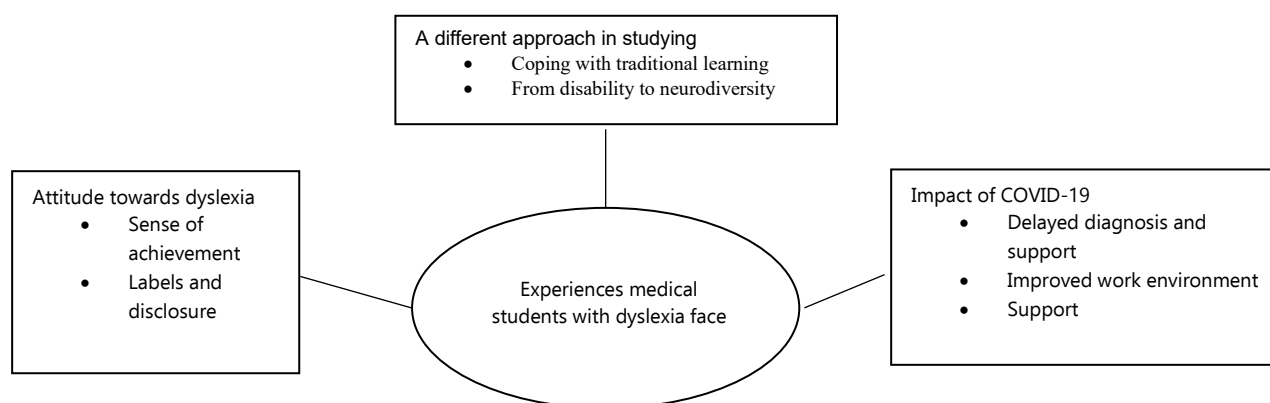 A different approach in studying
• Coping with traditional learning
• From disability to neurodiversity
Attitude towards dyslexia
• Sense of
achievement
• Labels and
disclosure
Experiences medical
students with dyslexia face
Impact of COVID-19
• Delayed diagnosis and
support
• Improved work environment
• Support